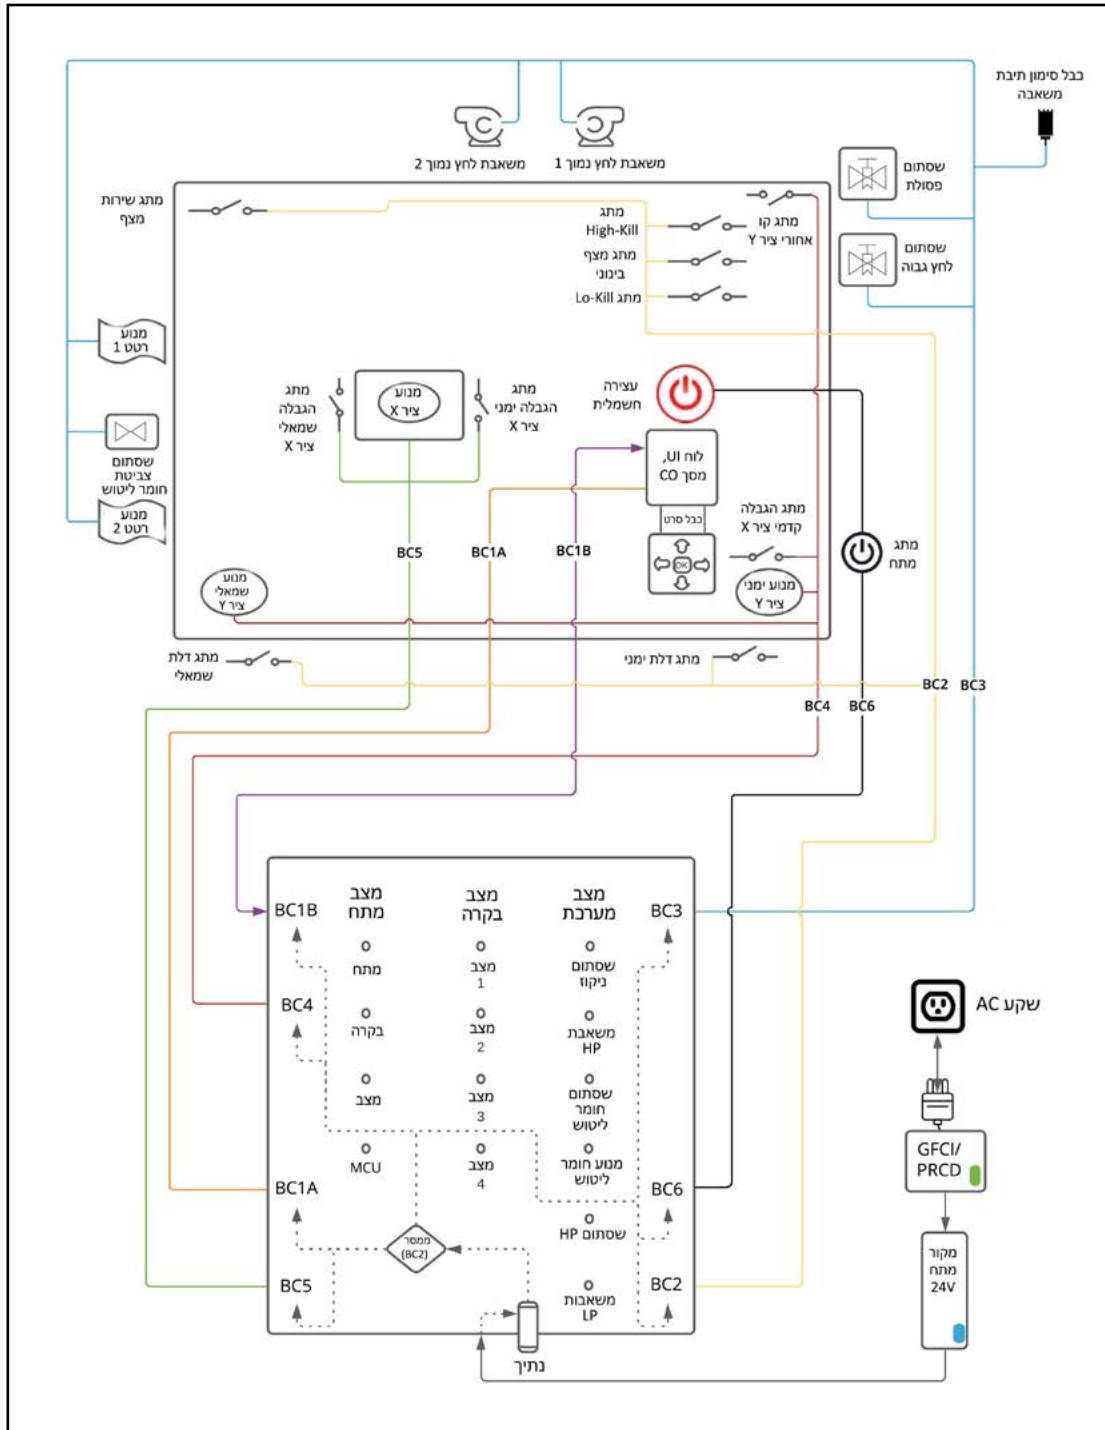 כבל סימון תיבת
משאבה
משאבת לחץ נמוך 2
משאבת לחץ נמוך 1
שסתום
פסולת
מתג שירות
מצף
מתג
High-Kill
מתג קו
אחורי ציר Y
שסתום
לחץ גבוה
מתג מצף
בינוני
מתג Lo-Kill
מנוע
רטט 1
שסתום
צביטת
חומר ליטוש
מנוע
רטט 2
מתג
הגבלה
שמאלי
ציר X
מנוע
ציר X
מתג
הגבלה ימני
ציר X
עצירה
חשמלית
לוח UI,
מסך CO
כבל סרט
OK
מתג הגבלה
קדמי ציר X
מתג
מתח
מנוע
שמאלי
ציר Y
מנוע ימני
ציר Y
BC5
BC1A
BC1B
מתג דלת
שמאלי
מתג דלת ימני
BC4
BC6
BC2
BC3
BC1B
BC4
BC1A
BC5
מצב
מתח
מתח
בקרה
מצב
MCU
מצב
בקרה
מצב
1
מצב
2
מצב
3
מצב
4
מצב
מערכת
שסתום
ניקוז
משאבת
HP
שסתום
חומר
ליטוש
מנוע חומר
ליטוש
שסתום HP
משאבות
LP
BC3
BC6
BC2
ממסר
(BC2)
נתיך
שקע AC
GFCI/
PRCD
מקור
מתח
24V